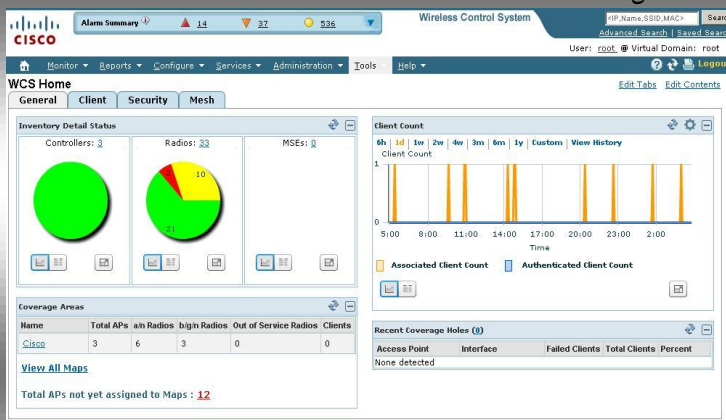 CISCO
Alarm Summary 14 37 536
Wireless Control System
<IP,Name,SSID,MAC>
Advanced Search | Saved
User: root @ Virtual Domain: root
Monitor Reports Configure Services Administration Tools Help
WCS Home
Edit Tabs Edit Contents
General Client Security Mesh
Inventory Detail Status
Controllers: 3
Radios: 33
MSEs: 0
10
21
Client Count
6h | 1d | 1w | 2w | 4w | 3m | 6m | 1y | Custom | View History
Client Count
1
0
5:00 8:00 11:00 14:00 17:00 20:00 23:00 2:00
Time
Associated Client Count Authenticated Client Count
Coverage Areas
Name Total APs a/n Radios b/g/n Radios Out of Service Radios Clients
Cisco 3 6 3 0 0
View All Maps
Total APs not yet assigned to Maps : 12
Recent Coverage Holes (0)
Access Point Interface Failed Clients Total Clients Percent
None detected